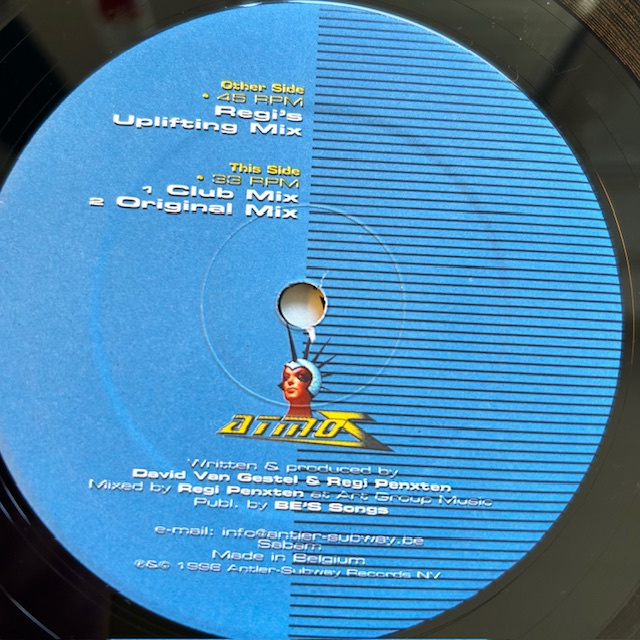 Other Side
• 45 RPM
Regi's
Uplifting Mix
This Side
• 33 RPM
1 Club Mix
2 Original Mix
atmoz
Written & produced by
David Van Gestel & Regi Penxten
Mixed by Regi Penxten at Art Group Music
Publ. by BE'S Songs
e-mail: info@antler-subway.be
Sabam
Made in Belgium
℗&© 1998 Antler-Subway Records NV